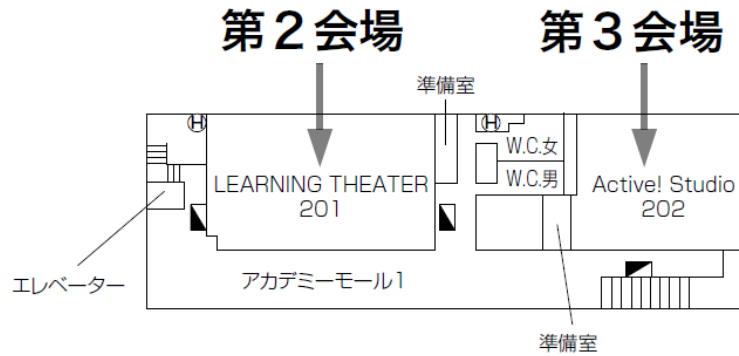 第2会場
第3会場
準備室
H
H
W.C.女
W.C.男
LEARNING THEATER
201
Active! Studio
202
エレベーター
アカデミーモール1
準備室